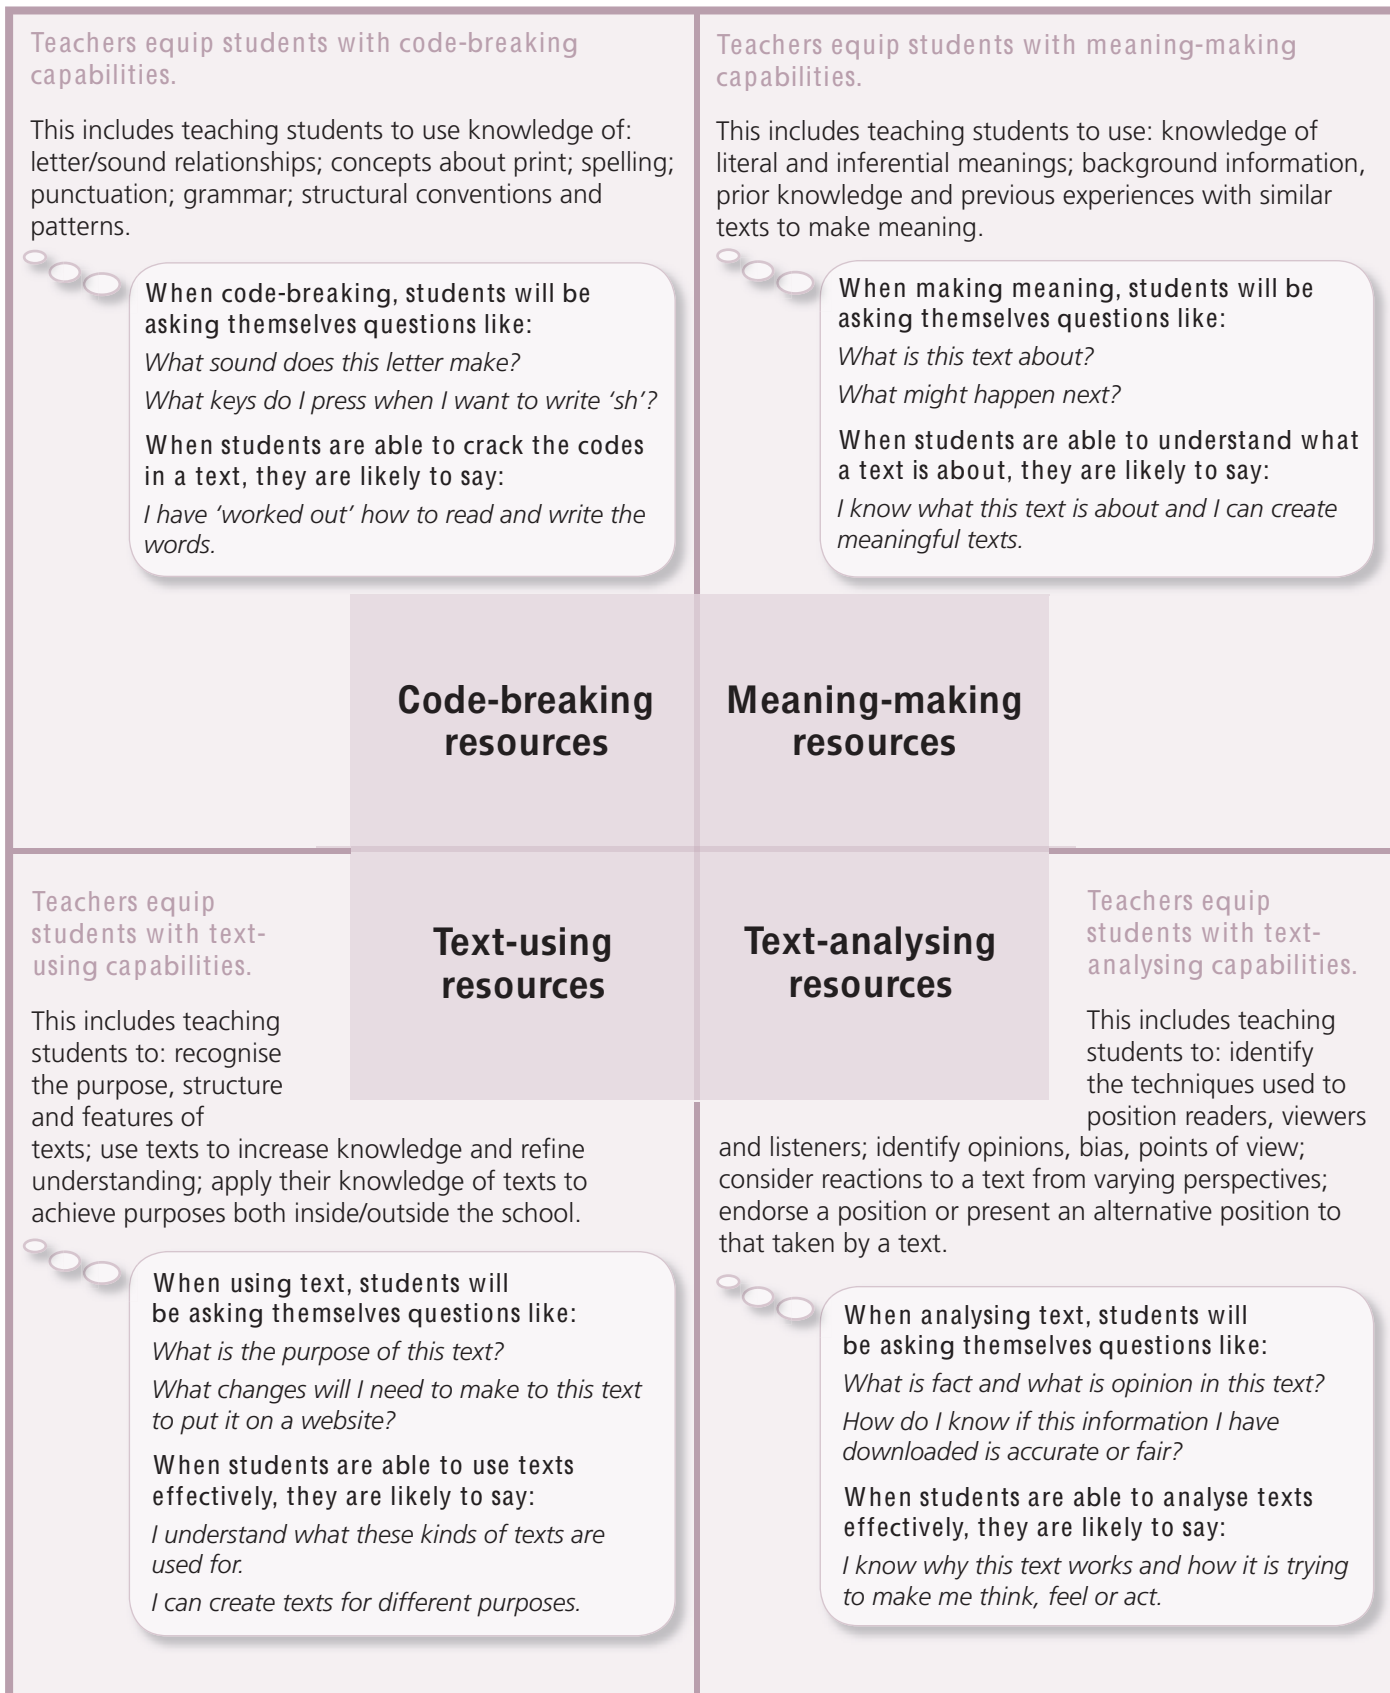 Teachers equip students with code-breaking
capabilities.
This includes teaching students to use knowledge of:
letter/sound relationships; concepts about print; spelling;
punctuation; grammar; structural conventions and
patterns.
When code-breaking, students will be
asking themselves questions like:
What sound does this letter make?
What keys do I press when I want to write ‘sh’?
When students are able to crack the codes
in a text, they are likely to say:
I have ‘worked out’ how to read and write the
words.
Teachers equip students with meaning-making
capabilities.
This includes teaching students to use: knowledge of
literal and inferential meanings; background information,
prior knowledge and previous experiences with similar
texts to make meaning.
When making meaning, students will be
asking themselves questions like:
What is this text about?
What might happen next?
When students are able to understand what
a text is about, they are likely to say:
I know what this text is about and I can create
meaningful texts.
Code-breaking
resources
Meaning-making
resources
Text-using
resources
Text-analysing
resources
Teachers equip
students with text-
using capabilities.
This includes teaching
students to: recognise
the purpose, structure
and features of
texts; use texts to increase knowledge and refine
understanding; apply their knowledge of texts to
achieve purposes both inside/outside the school.
When using text, students will
be asking themselves questions like:
What is the purpose of this text?
What changes will I need to make to this text
to put it on a website?
When students are able to use texts
effectively, they are likely to say:
I understand what these kinds of texts are
used for.
I can create texts for different purposes.
Teachers equip
students with text-
analysing capabilities.
This includes teaching
students to: identify
the techniques used to
position readers, viewers
and listeners; identify opinions, bias, points of view;
consider reactions to a text from varying perspectives;
endorse a position or present an alternative position to
that taken by a text.
When analysing text, students will
be asking themselves questions like:
What is fact and what is opinion in this text?
How do I know if this information I have
downloaded is accurate or fair?
When students are able to analyse texts
effectively, they are likely to say:
I know why this text works and how it is trying
to make me think, feel or act.